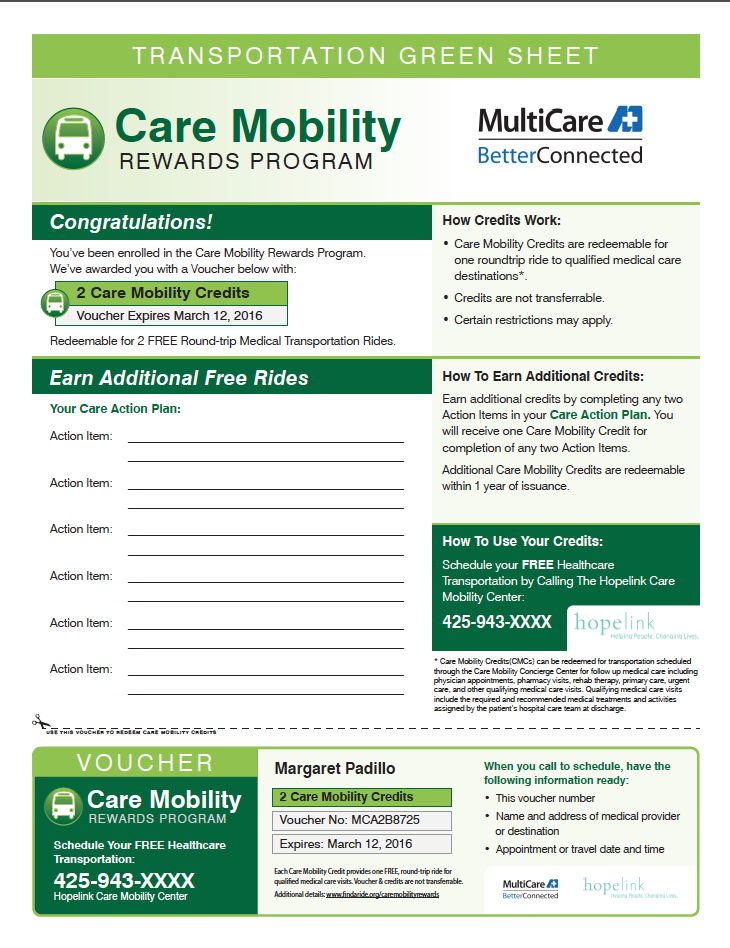 TRANSPORTATION GREEN SHEET
Care Mobility
REWARDS PROGRAM
MultiCare
BetterConnected
Congratulations!
You've been enrolled in the Care Mobility Rewards Program.
We've awarded you with a Voucher below with:
2 Care Mobility Credits
Voucher Expires March 12, 2016
Redeemable for 2 FREE Round-trip Medical Transportation Rides.
How Credits Work:
• Care Mobility Credits are redeemable for
one roundtrip ride to qualified medical care
destinations*.
• Credits are not transferrable.
• Certain restrictions may apply.
Earn Additional Free Rides
Your Care Action Plan:
Action Item:
Action Item:
Action Item:
Action Item:
Action Item:
Action Item:
How To Earn Additional Credits:
Earn additional credits by completing any two
Action Items in your Care Action Plan. You
will receive one Care Mobility Credit for
completion of any two Action Items.
Additional Care Mobility Credits are redeemable
within 1 year of issuance.
How To Use Your Credits:
Schedule your FREE Healthcare
Transportation by Calling The Hopelink Care
Mobility Center:
425-943-XXXX
hopelink
Helping People. Changing Lives.
* Care Mobility Credits(CMCs) can be redeemed for transportation scheduled
through the Care Mobility Concierge Center for follow up medical care including
physician appointments, pharmacy visits, rehab therapy, primary care, urgent
care, and other qualifying medical care visits. Qualifying medical care visits
include the required and recommended medical treatments and activities
assigned by the patient's hospital care team at discharge.
USE THIS VOUCHER TO REDEEM CARE MOBILITY CREDITS
VOUCHER
Care Mobility
REWARDS PROGRAM
Schedule Your FREE Healthcare
Transportation:
425-943-XXXX
Hopelink Care Mobility Center
Margaret Padillo
2 Care Mobility Credits
Voucher No: MCA2B8725
Expires: March 12, 2016
Each Care Mobility Credit provides one FREE, round-trip ride for
qualified medical care visits. Voucher & credits are not transferrable.
Additional details: www.findaride.org/caremobilityrewards
When you call to schedule, have the
following information ready:
• This voucher number
• Name and address of medical provider
or destination
• Appointment or travel date and time
MultiCare
BetterConnected
hopelink
Helping People. Changing Lives.